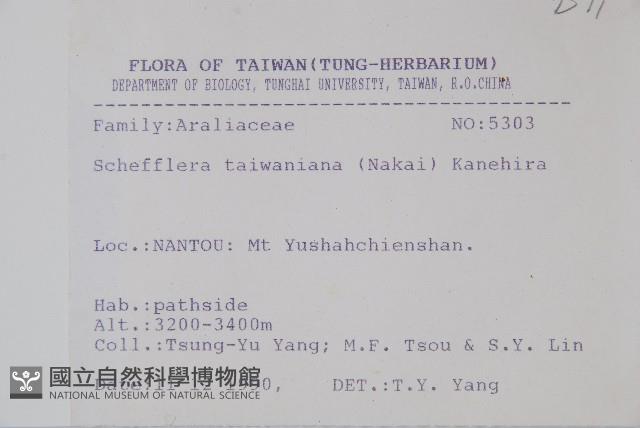 FLORA OF TAIWAN(TUNG-HERBARIUM)
DEPARTMENT OF BIOLOGY, TUNGHAI UNIVERSITY, TAIWAN, R.O.CHINA
Family:Araliaceae NO:5303
Schefflera taiwaniana (Nakai) Kanehira
Loc.:NANTOU: Mt Yushahchienshan.
Hab.:pathside
Alt.:3200-3400m
Coll.:Tsung-Yu Yang; M.F. Tsou & S.Y. Lin
1990, DET.:T.Y. Yang
國立自然科學博物館
NATIONAL MUSEUM OF NATURAL SCIENCE